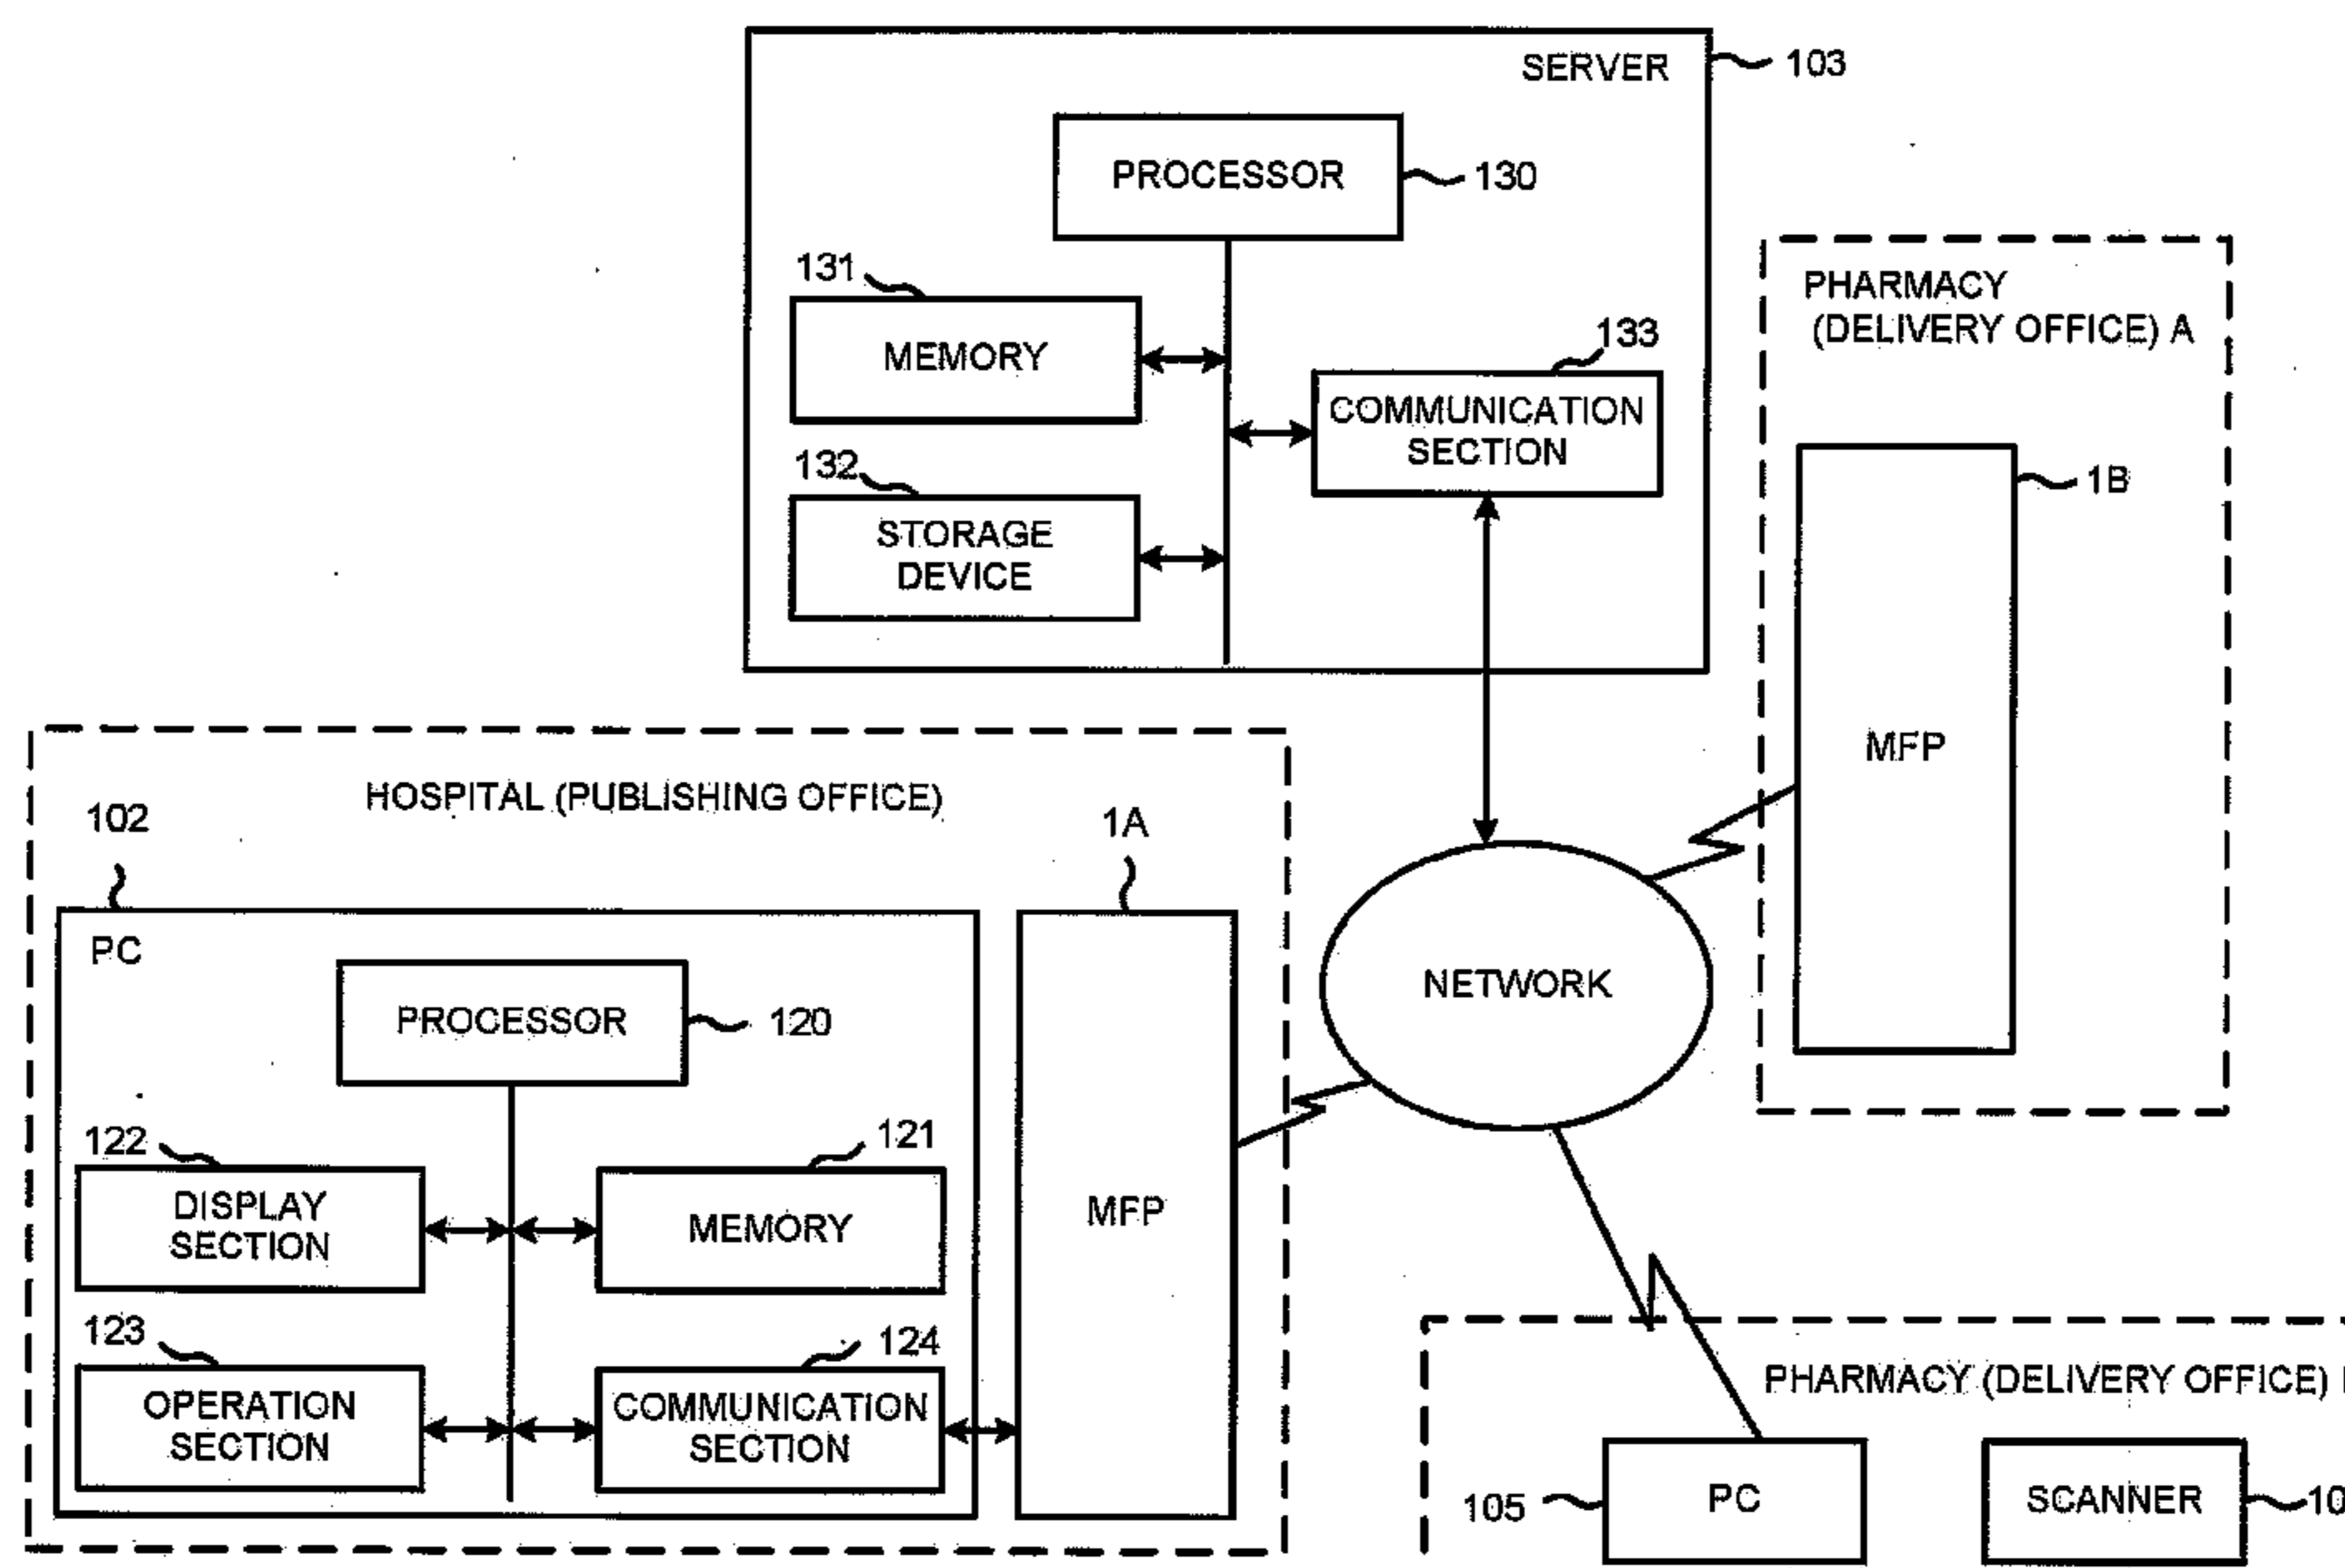 SERVER
103
PROCESSOR
130
131
MEMORY
133
COMMUNICATION
SECTION
132
STORAGE
DEVICE
PHARMACY
(DELIVERY OFFICE) A
1B
MFP
HOSPITAL (PUBLISHING OFFICE)
102
1A
PC
PROCESSOR
120
NETWORK
122
DISPLAY
SECTION
121
MEMORY
MFP
123
OPERATION
SECTION
124
COMMUNICATION
SECTION
PHARMACY (DELIVERY OFFICE)
105
PC
SCANNER